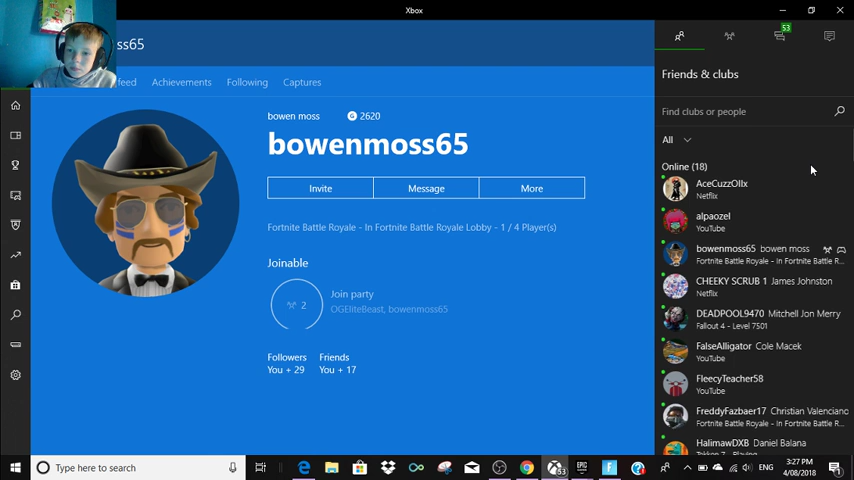 Xbox
ss65
feed
Achievements
Following
Captures
bowen moss
G 2620
bowenmoss65
Invite
Message
More
Fortnite Battle Royale - In Fortnite Battle Royale Lobby - 1 / 4 Player(s)
Joinable
2
Join party
OGEliteBeast, bowenmoss65
Followers
Friends
You + 29
You + 17
53
Friends & clubs
Find clubs or people
All
Online (18)
AceCuzzOllx
Netflix
alpaozel
YouTube
bowenmoss65 bowen moss
Fortnite Battle Royale - In Fortnite Battle R...
CHEEKY SCRUB 1 James Johnston
Netflix
DEADPOOL9470 Mitchell Jon Merry
Fallout 4 - Level 7501
FalseAlligator Cole Macek
YouTube
FleecyTeacher58
YouTube
FreddyFazbaer17 Christian Valenciano
Fortnite Battle Royale - In Fortnite Battle R...
HalimawDXB Daniel Balana
Type here to search
53
EPIC
ENG
3:27 PM
4/08/2018